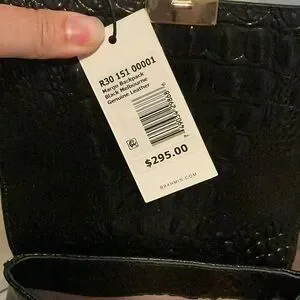 R30 151 00001
Margo Backpack
Black Melbourne
Genuine Leather
$295.00
BRAHMIN.COM